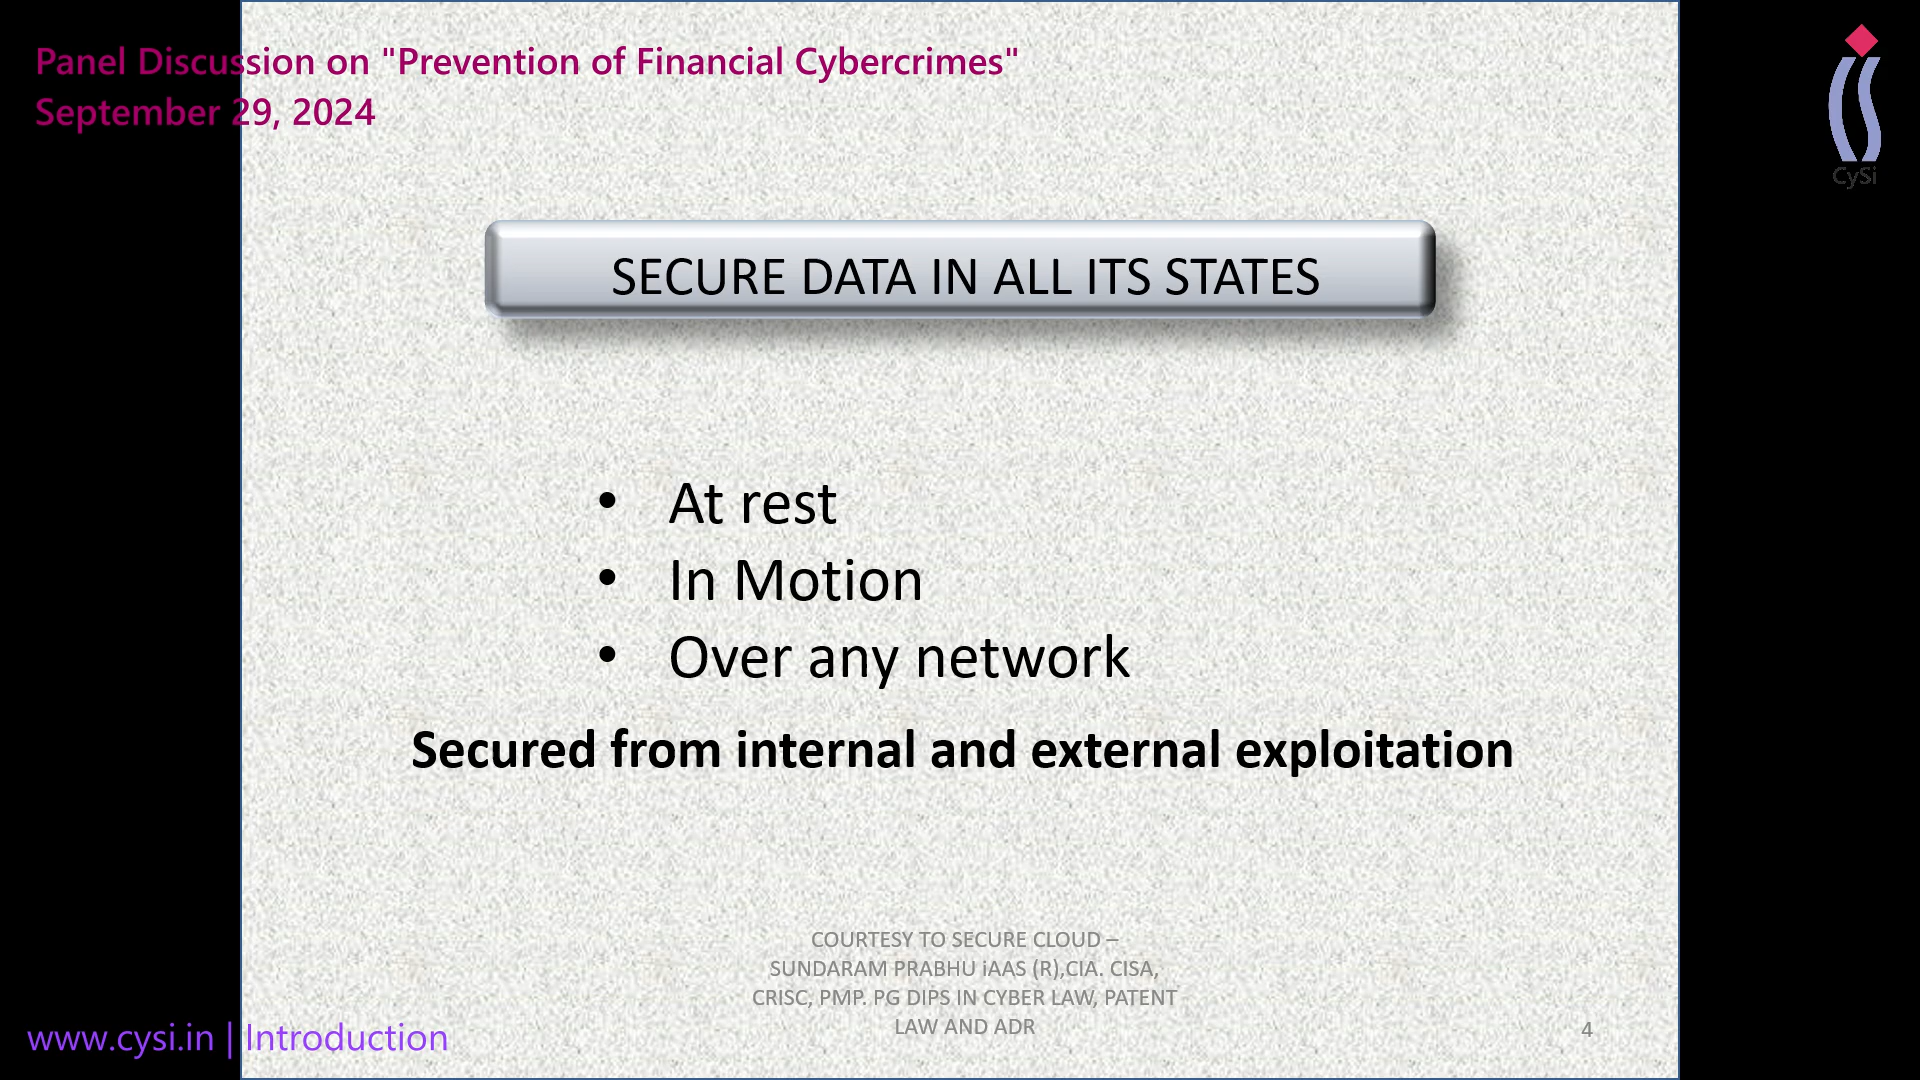 Panel Discussion on "Prevention of Financial Cybercrimes"
September 29, 2024
CySi
SECURE DATA IN ALL ITS STATES
• At rest
• In Motion
• Over any network
Secured from internal and external exploitation
COURTESY TO SECURE CLOUD –
SUNDARAM PRABHU iAAS (R),CIA. CISA,
CRISC, PMP. PG DIPS IN CYBER LAW, PATENT
LAW AND ADR
4
www.cysi.in | Introduction